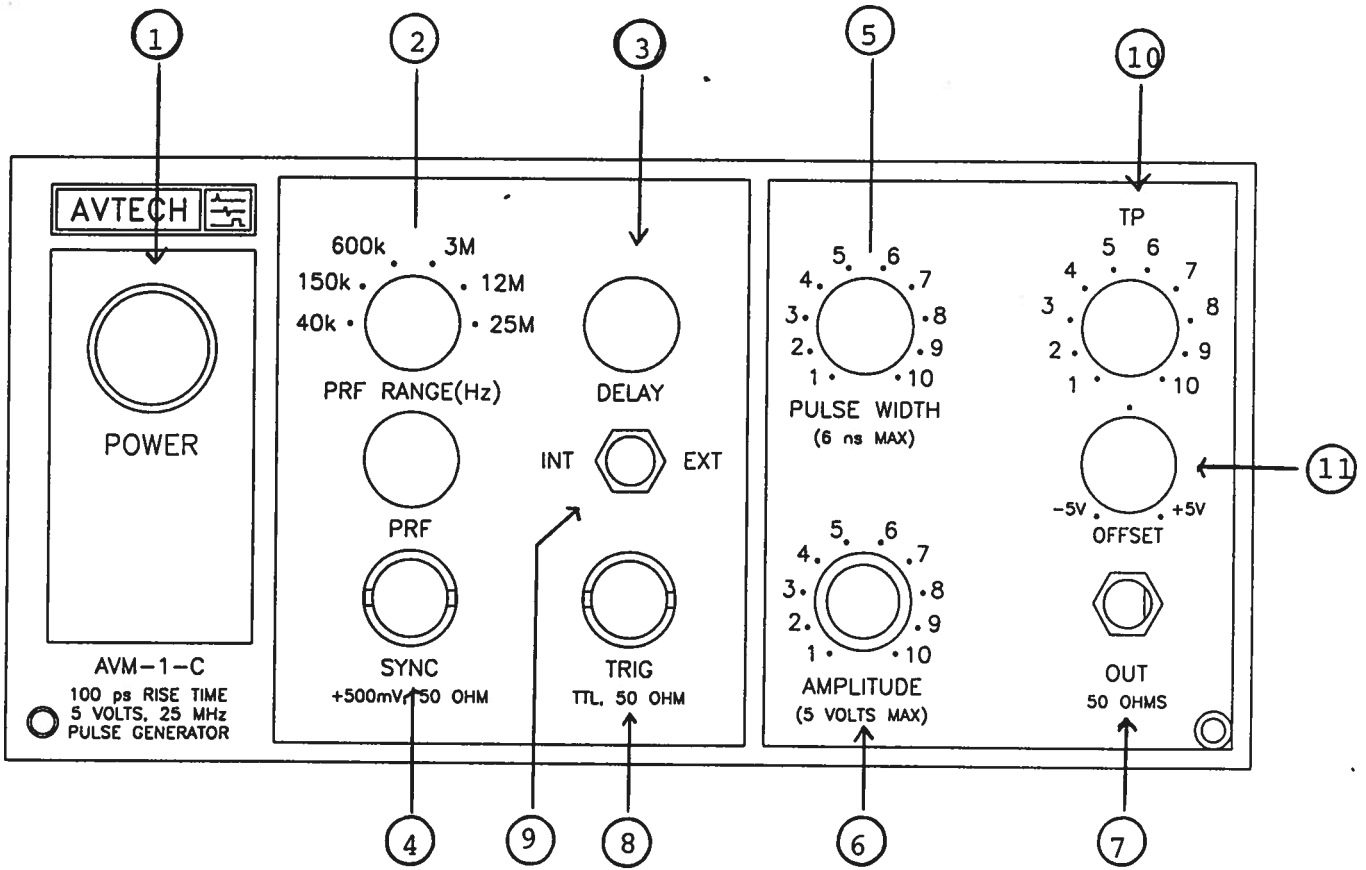 1
2
3
5
10
AVTECH
POWER
AVM-1-C
100 ps RISE TIME
5 VOLTS, 25 MHz
PULSE GENERATOR
600k
3M
150k
12M
40k
25M
PRF RANGE(Hz)
DELAY
PRF
INT
EXT
SYNC
+500mV, 50 OHM
TRIG
TTL, 50 OHM
1
2
3
4
5
6
7
8
9
10
PULSE WIDTH
(6 ns MAX)
1
2
3
4
5
6
7
8
9
10
AMPLITUDE
(5 VOLTS MAX)
TP
1
2
3
4
5
6
7
8
9
10
-5V
+5V
OFFSET
OUT
50 OHMS
11
4
9
8
6
7